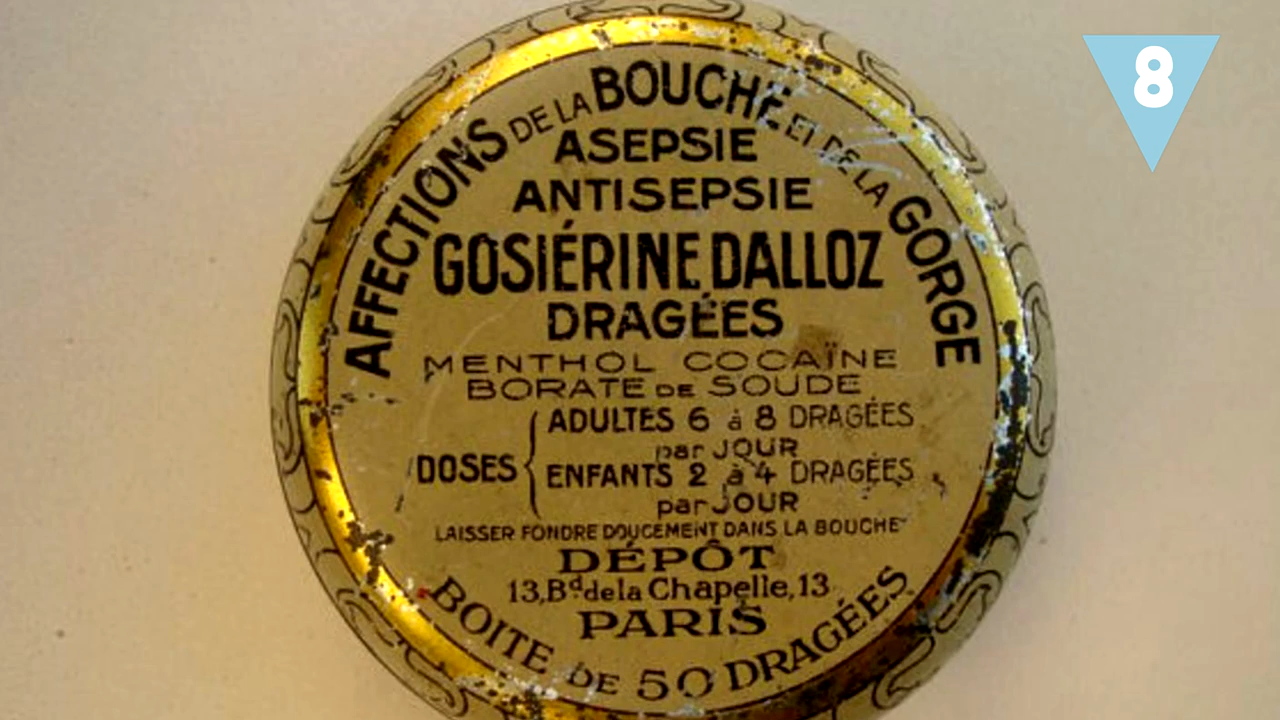 8
AFFECTIONS DE LA BOUCHE ET DE LA GORGE
ASEPSIE
ANTISEPSIE
GOSIÉRINE DALLOZ
DRAGÉES
MENTHOL COCAÏNE
BORATE DE SOUDE
DOSES
ADULTES 6 à 8 DRAGÉES
par JOUR
ENFANTS 2 à 4 DRAGÉES
par JOUR
LAISSER FONDRE DOUCEMENT DANS LA BOUCHE
DÉPÔT
13, Bd de la Chapelle, 13
PARIS
BOITE DE 50 DRAGÉES